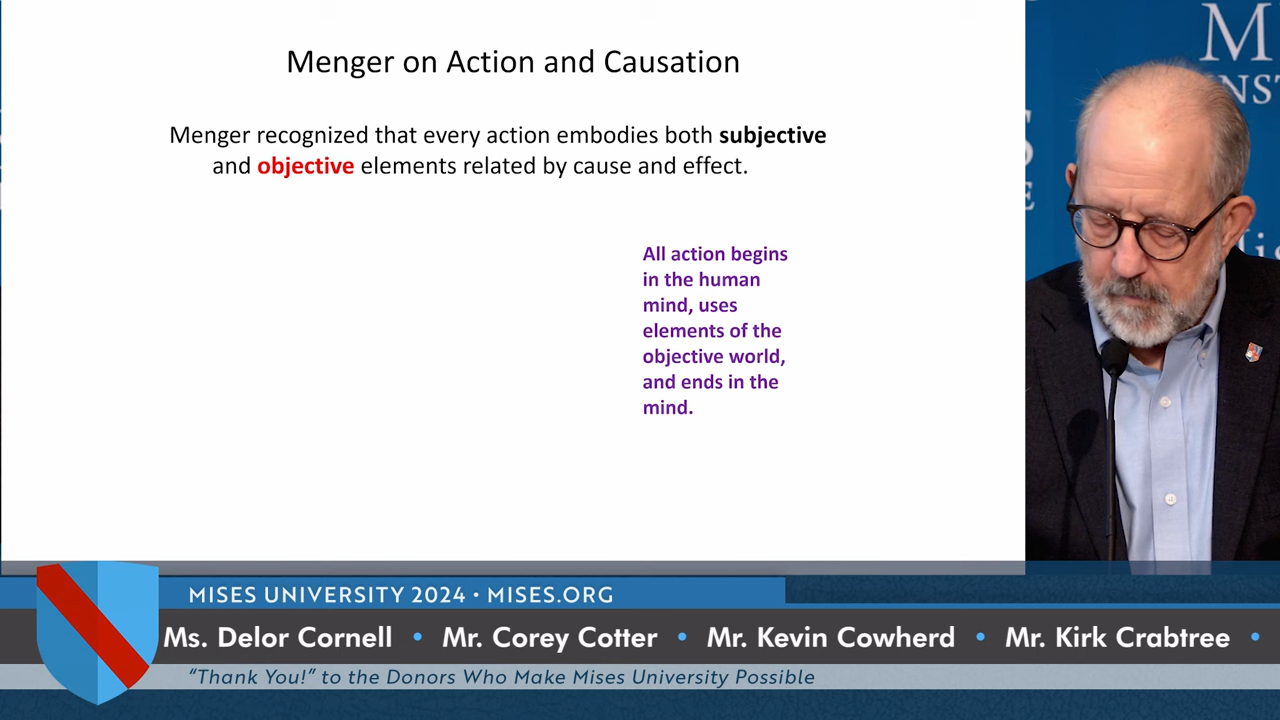 Menger on Action and Causation
Menger recognized that every action embodies both subjective
and objective elements related by cause and effect.
All action begins
in the human
mind, uses
elements of the
objective world,
and ends in the
mind.
MISES UNIVERSITY 2024 • MISES.ORG
Ms. Delor Cornell • Mr. Corey Cotter • Mr. Kevin Cowherd • Mr. Kirk Crabtree •
“Thank You!” to the Donors Who Make Mises University Possible